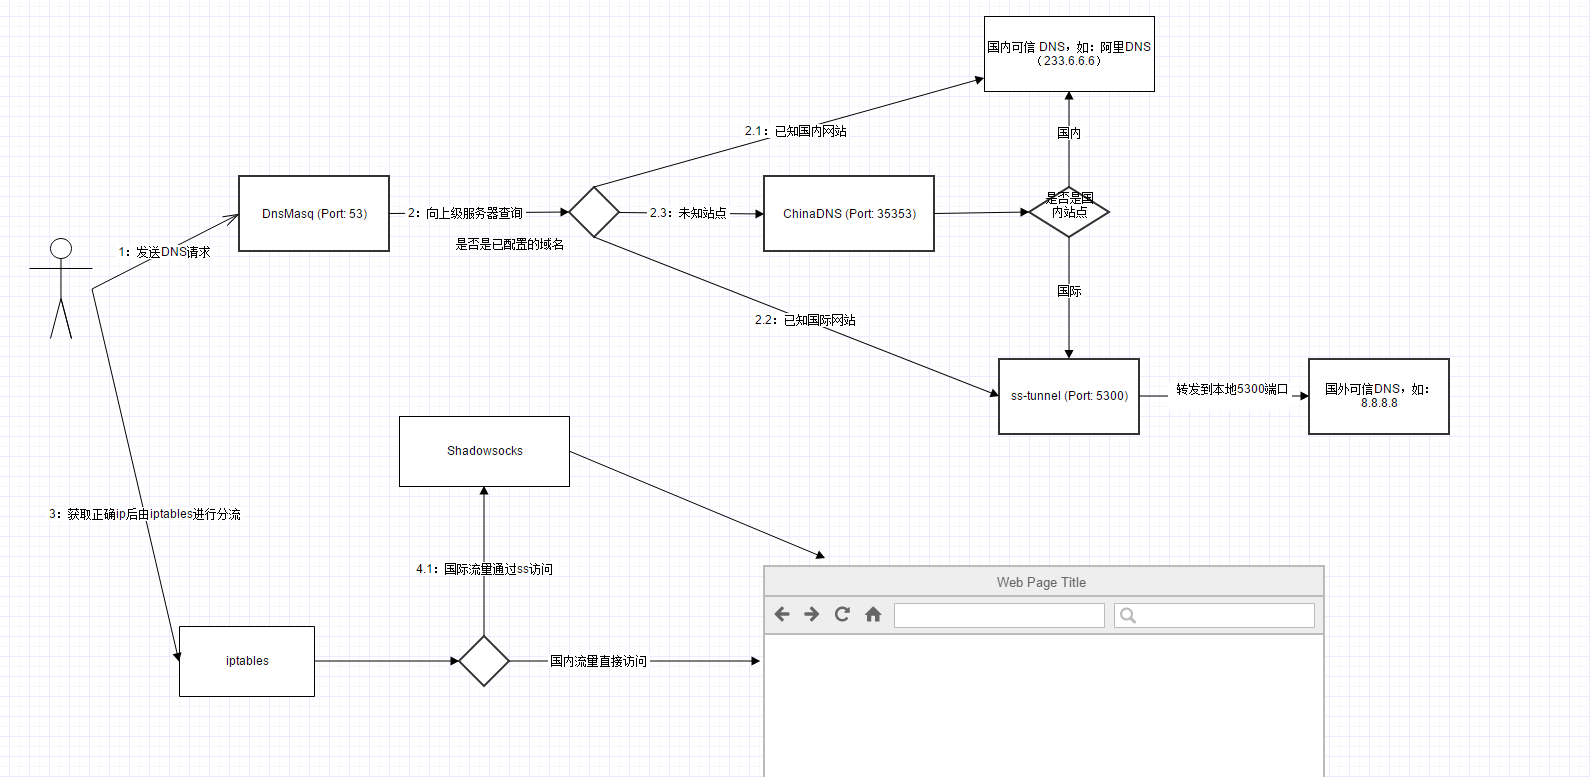 国内可信 DNS，如：阿里DNS
（233.6.6.6）
2.1：已知国内网站
国内
DnsMasq (Port: 53)
2：向上级服务器查询
2.3：未知站点
ChinaDNS (Port: 35353)
是否是国
内站点
1：发送DNS请求
是否是已配置的域名
国际
2.2：已知国际网站
ss-tunnel (Port: 5300)
转发到本地5300端口
国外可信DNS，如：
8.8.8.8
Shadowsocks
3：获取正确ip后由iptables进行分流
4.1：国际流量通过ss访问
Web Page Title
iptables
国内流量直接访问